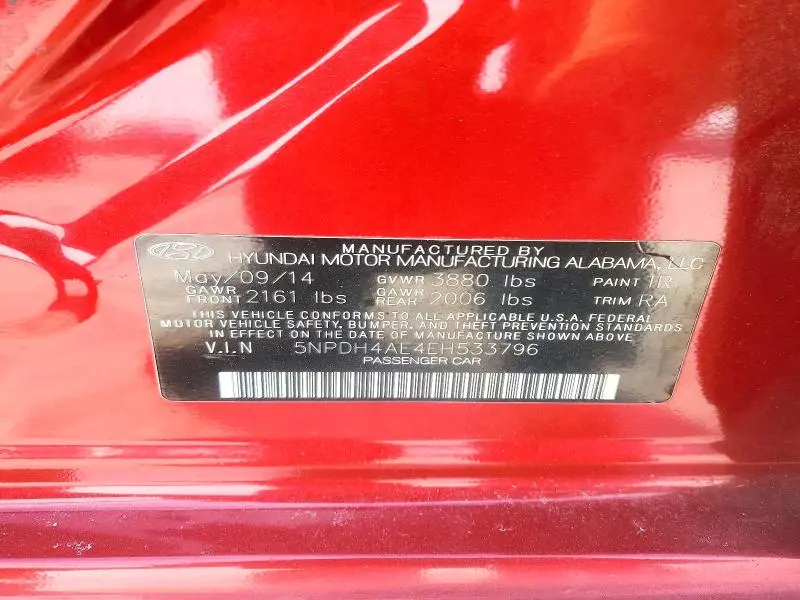 MANUFACTURED BY
HYUNDAI MOTOR MANUFACTURING ALABAMA, LLC
May/09/14 GVWR 3880 lbs PAINT TR
GAWR FRONT 2161 lbs GAWR REAR 2006 lbs TRIM RA
THIS VEHICLE CONFORMS TO ALL APPLICABLE U.S.A. FEDERAL
MOTOR VEHICLE SAFETY, BUMPER, AND THEFT PREVENTION STANDARDS
IN EFFECT ON THE DATE OF MANUFACTURE SHOWN ABOVE.
V.I.N 5NPDH4AE4EH533796
PASSENGER CAR